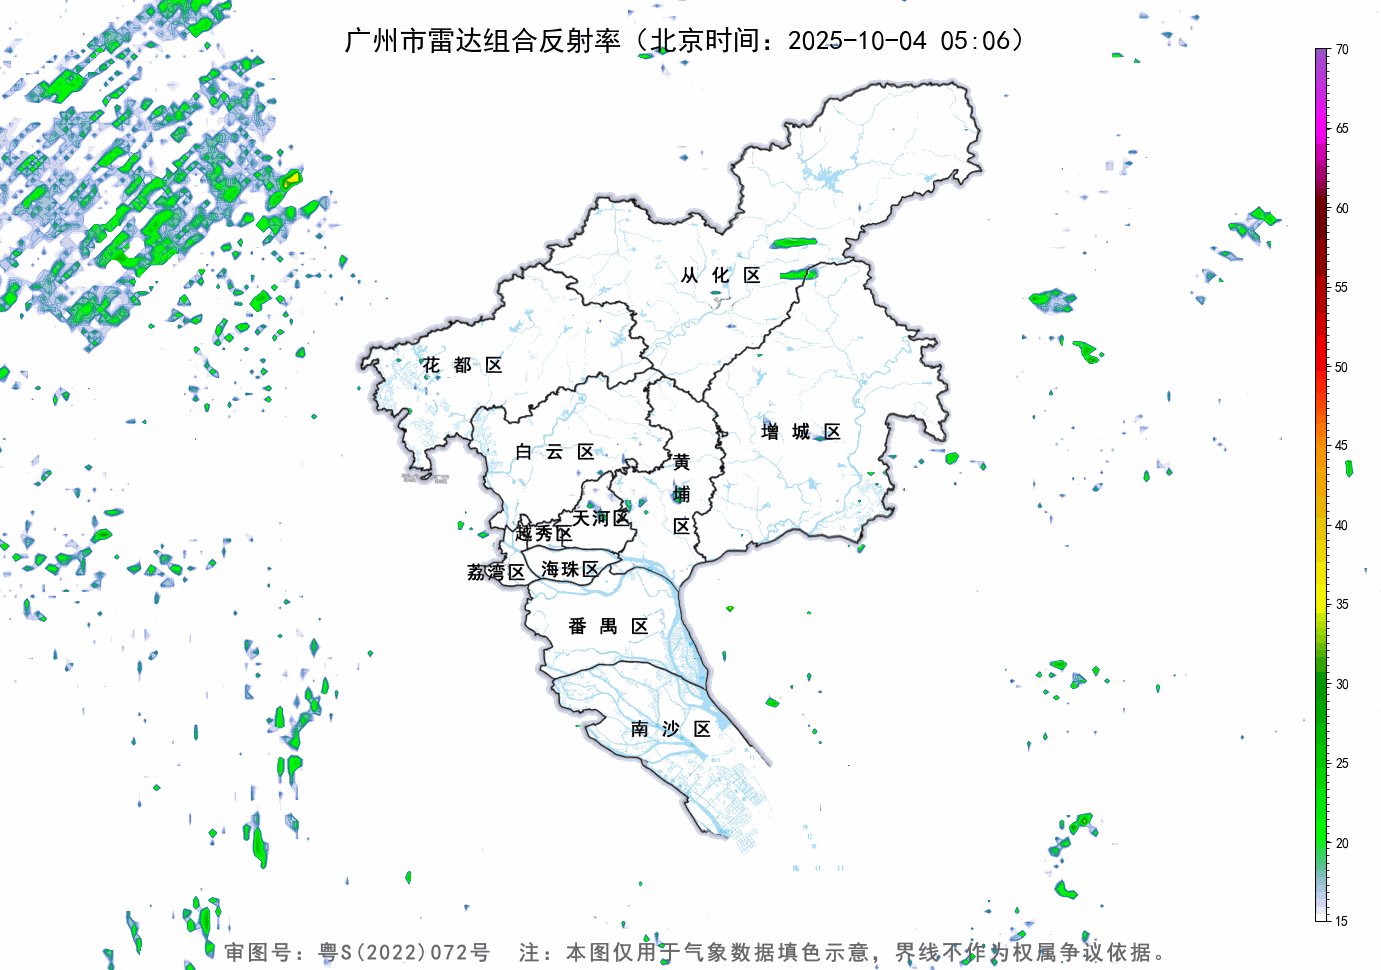 广州市雷达组合反射率（北京时间：2025-10-04 05:06）
70
65
60
55
50
45
40
35
30
25
20
15
从化区
花都区
增城区
白云区
黄埔区
天河区
越秀区
荔湾区
海珠区
番禺区
南沙区
审图号：粤S(2022)072号 注：本图仅用于气象数据填色示意，界线不作为权属争议依据。